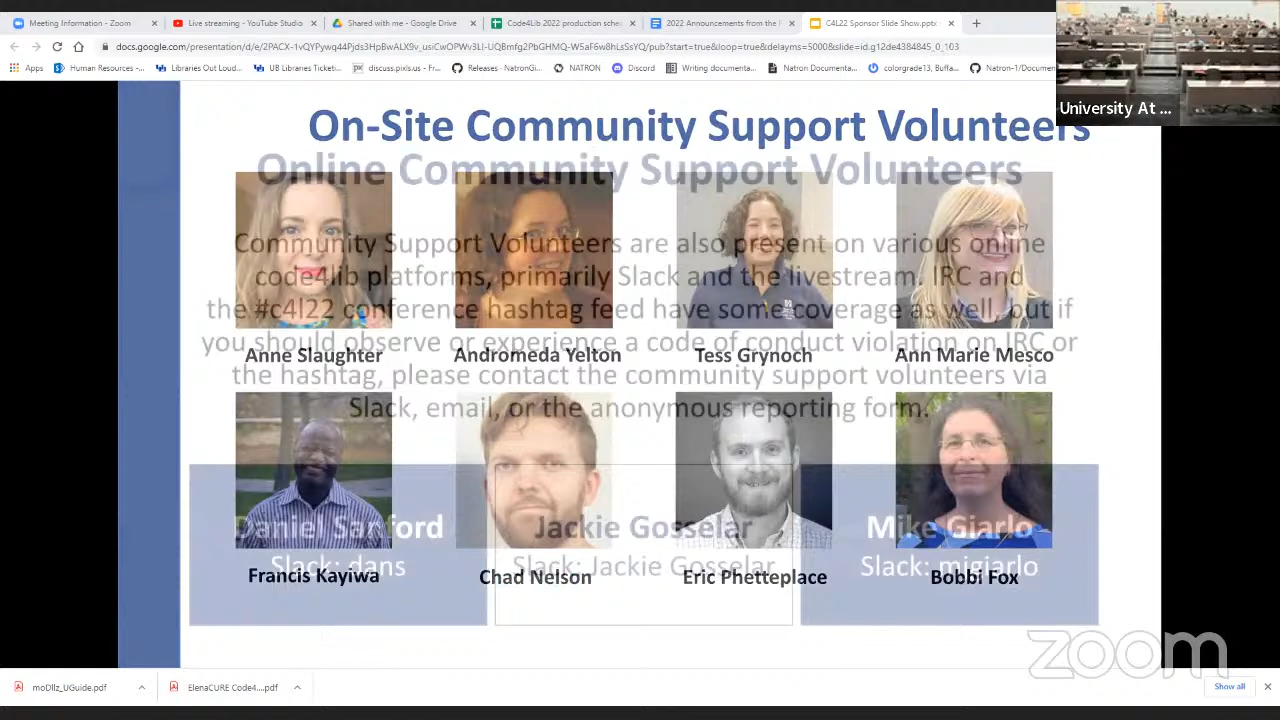 Meeting Information - Zoom
Live streaming - YouTube Studio
Shared with me - Google Drive
Code4Lib 2022 production sche
2022 Announcements from the
C4L22 Sponsor Slide Show.pptx
Apps
Human Resources -...
Libraries Out Loud...
UB Libraries Ticketi...
discuss.pixls.us - Fr...
Releases · NatronG...
NATRON
Discord
Writing documenta...
Natron Documenta...
colorgrade13, Buffa...
Natron-1/Documen
University At ...
On-Site Community Support Volunteers
Online Community Support Volunteers
Community Support Volunteers are also present on various online
code4lib platforms, primarily Slack and the livestream. IRC and
the #c4l22 conference hashtag feed have some coverage as well, but if
you should observe or experience a code of conduct violation on IRC or
the hashtag, please contact the community support volunteers via
Slack, email, or the anonymous reporting form.
Anne Slaughter
Andromeda Yelton
Tess Grynoch
Ann Marie Mesco
Daniel Sanford
Jackie Gosselar
Mike Giarlo
Slack: dans
Slack: Jackie Gosselar
Slack: migiarlo
Francis Kayiwa
Chad Nelson
Eric Phetteplace
Bobbi Fox
zoom
moDllz_UGuide.pdf
ElenaCURE Code4....pdf
Show all